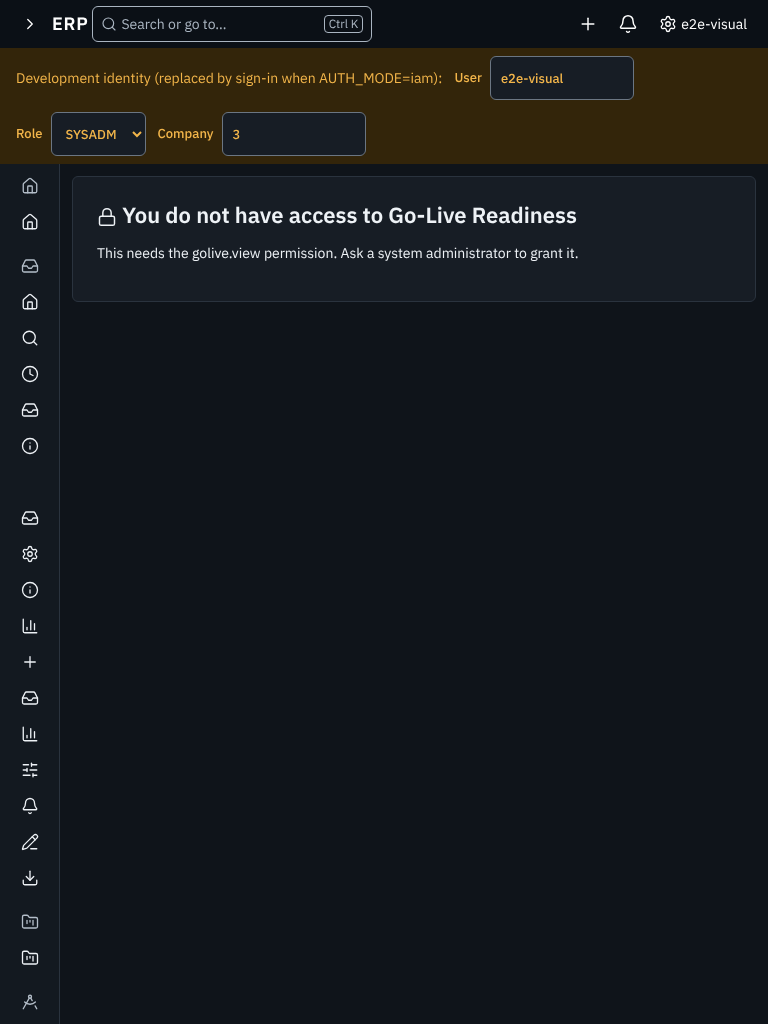 ERP
Search or go to...
Ctrl K
e2e-visual
Development identity (replaced by sign-in when AUTH_MODE=iam):
User
e2e-visual
Role
SYSADM
Company
3
You do not have access to Go-Live Readiness
This needs the golive.view permission. Ask a system administrator to grant it.